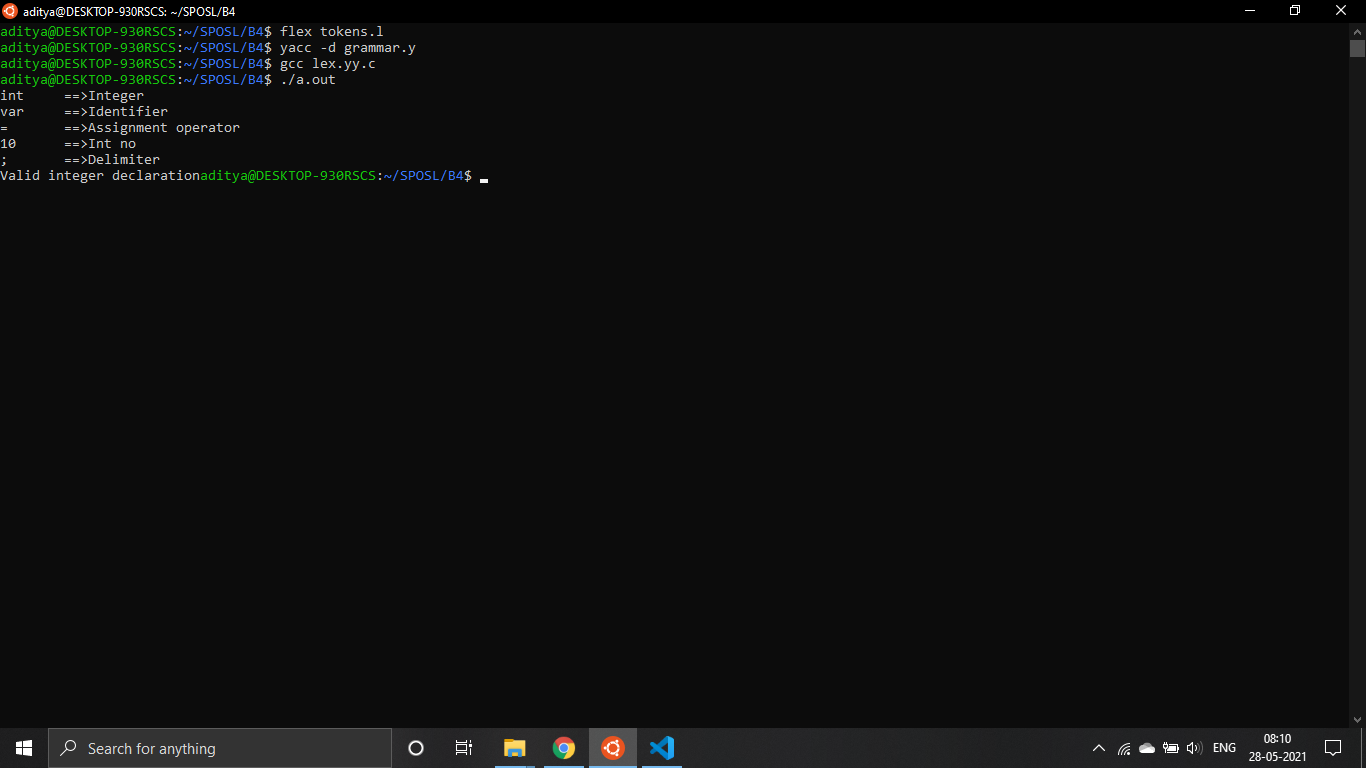 aditya@DESKTOP-930RSCS: ~/SPOSL/B4
aditya@DESKTOP-930RSCS:~/SPOSL/B4$ flex tokens.l
aditya@DESKTOP-930RSCS:~/SPOSL/B4$ yacc -d grammar.y
aditya@DESKTOP-930RSCS:~/SPOSL/B4$ gcc lex.yy.c
aditya@DESKTOP-930RSCS:~/SPOSL/B4$ ./a.out
int     ==>Integer
var     ==>Identifier
=       ==>Assignment operator
10      ==>Int no
;       ==>Delimiter
Valid integer declarationaditya@DESKTOP-930RSCS:~/SPOSL/B4$
Search for anything
ENG
08:10
28-05-2021